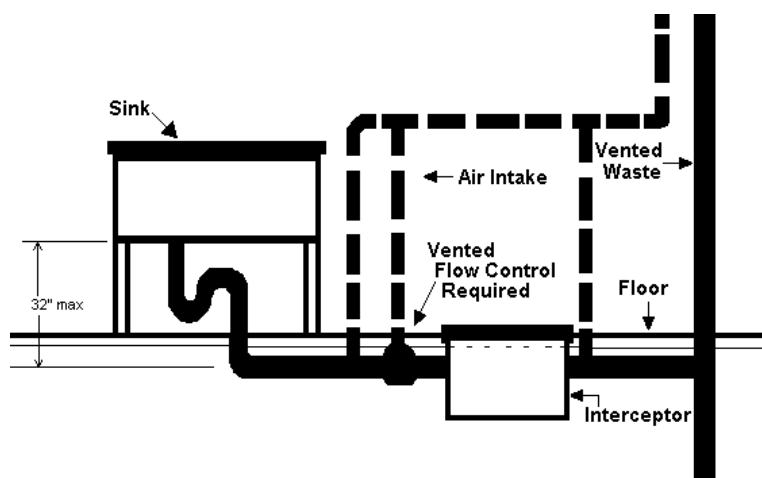 Sink
Air Intake
Vented
Waste
Vented
Flow Control
Required
Floor
32" max
Interceptor